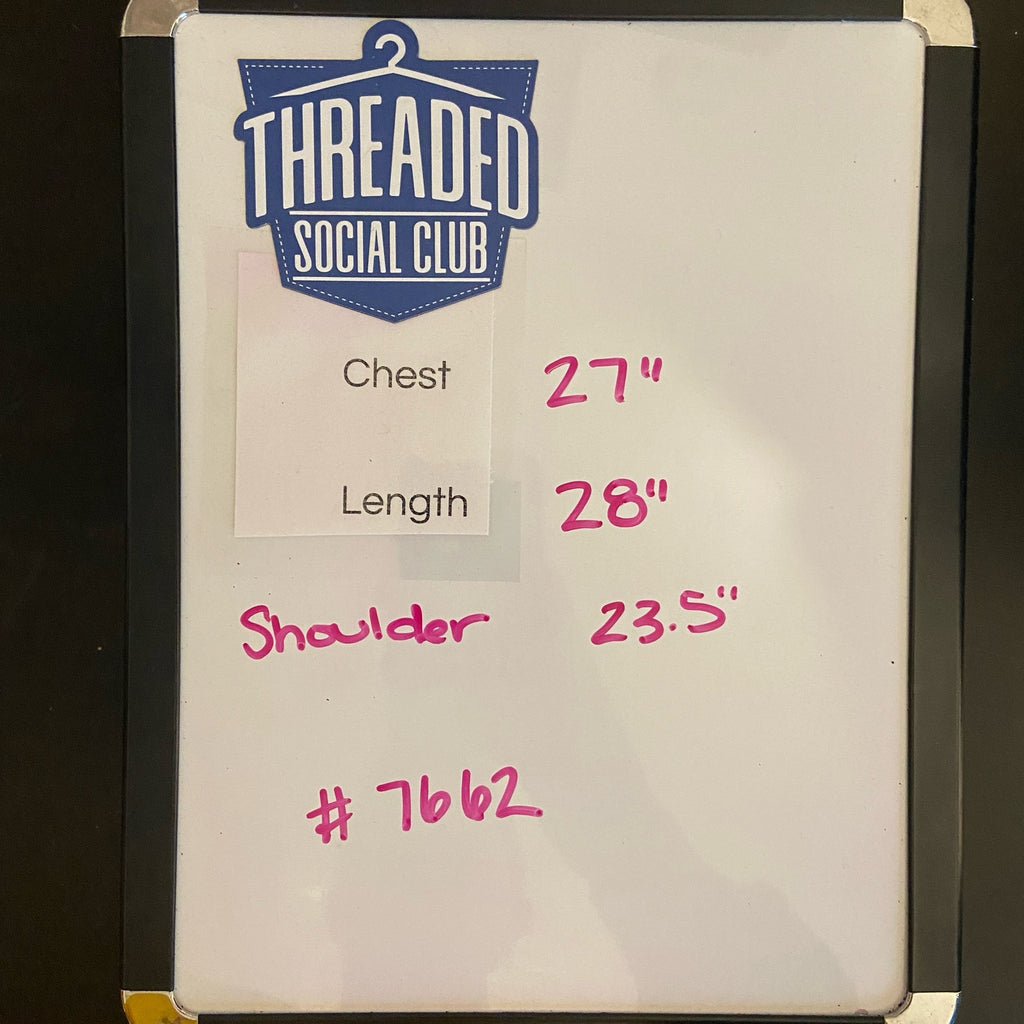 THREADED
SOCIAL CLUB
Chest 27"
Length 28"
Shoulder 23.5"
# 7662